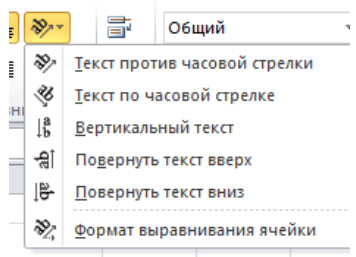 Общий
Текст против часовой стрелки
Текст по часовой стрелке
Вертикальный текст
Повернуть текст вверх
Повернуть текст вниз
Формат выравнивания ячейки